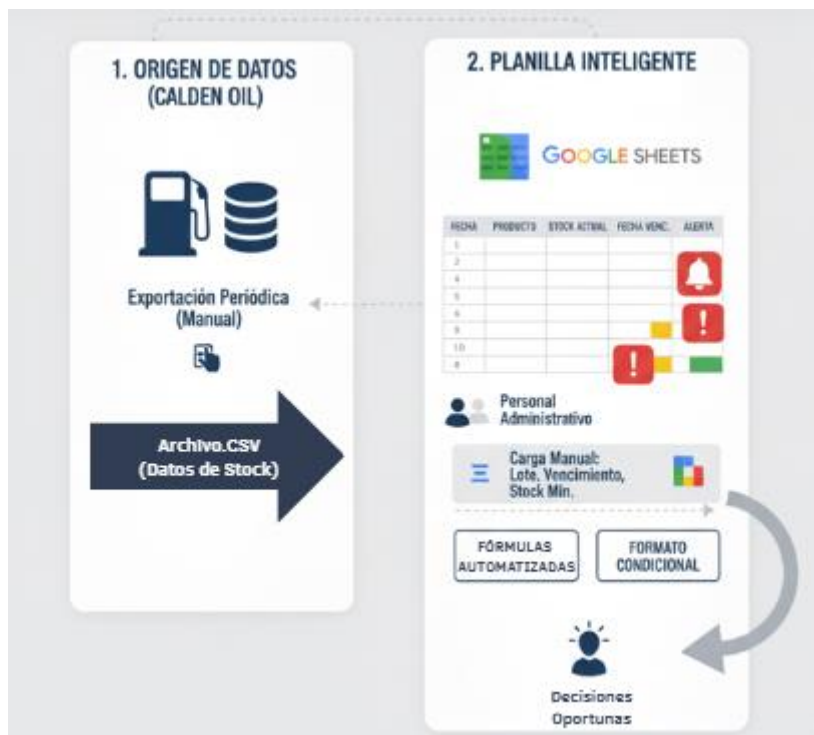 1. ORIGEN DE DATOS
(CALDEN OIL)
Exportación Periódica
(Manual)
Archivo.CSV
(Datos de Stock)
2. PLANILLA INTELIGENTE
GOOGLE SHEETS
FECHA PRODUCTO STOCK ACTUAL FECHA VENC. ALERTA
1
2
4
5
6
9
10
8
Personal
Administrativo
Carga Manual:
Lote. Vencimiento,
Stock Min.
FÓRMULAS
AUTOMATIZADAS
FORMATO
CONDICIONAL
Decisiones
Oportunas